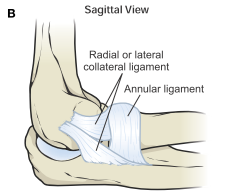 B
Sagittal View
Radial or lateral
collateral ligament
Annular ligament